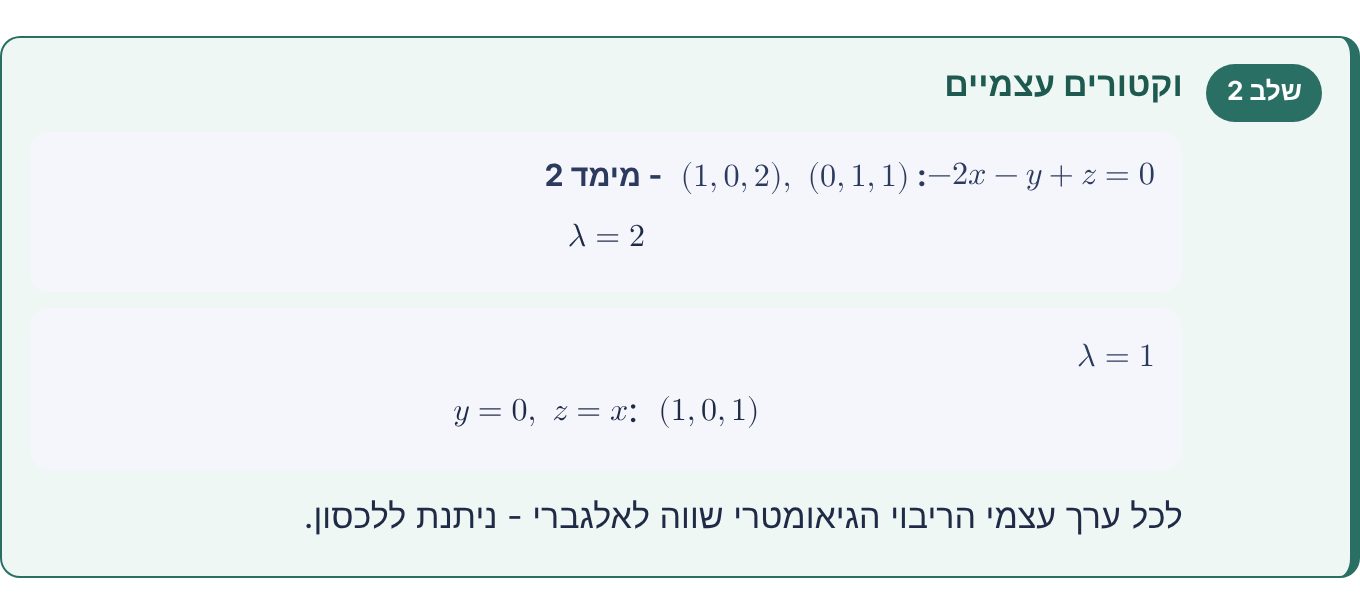 שלב 2
וקטורים עצמיים
−2x − y + z = 0: (0, 1, 1), (1, 0, 2) - מימד 2
λ = 2
λ = 1
y = 0, z = x: (1, 0, 1)
לכל ערך עצמי הריבוי הגיאומטרי שווה לאלגברי - ניתנת ללכסון.